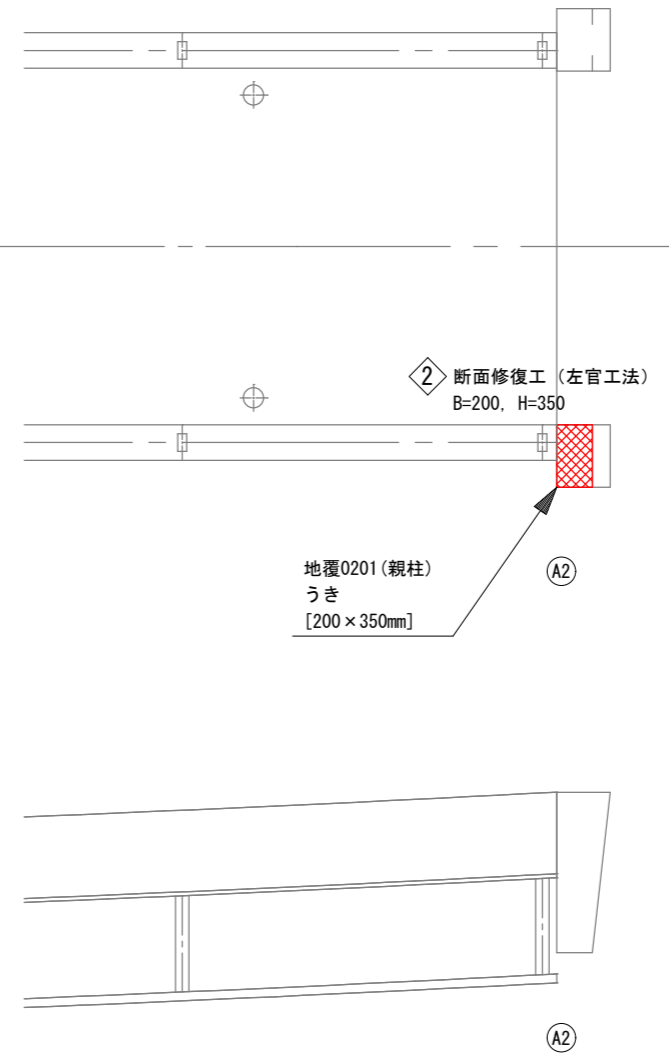 2 断面修復工 (左官工法)
B=200, H=350
地覆0201(親柱)
うき
[200×350mm]
A2
A2